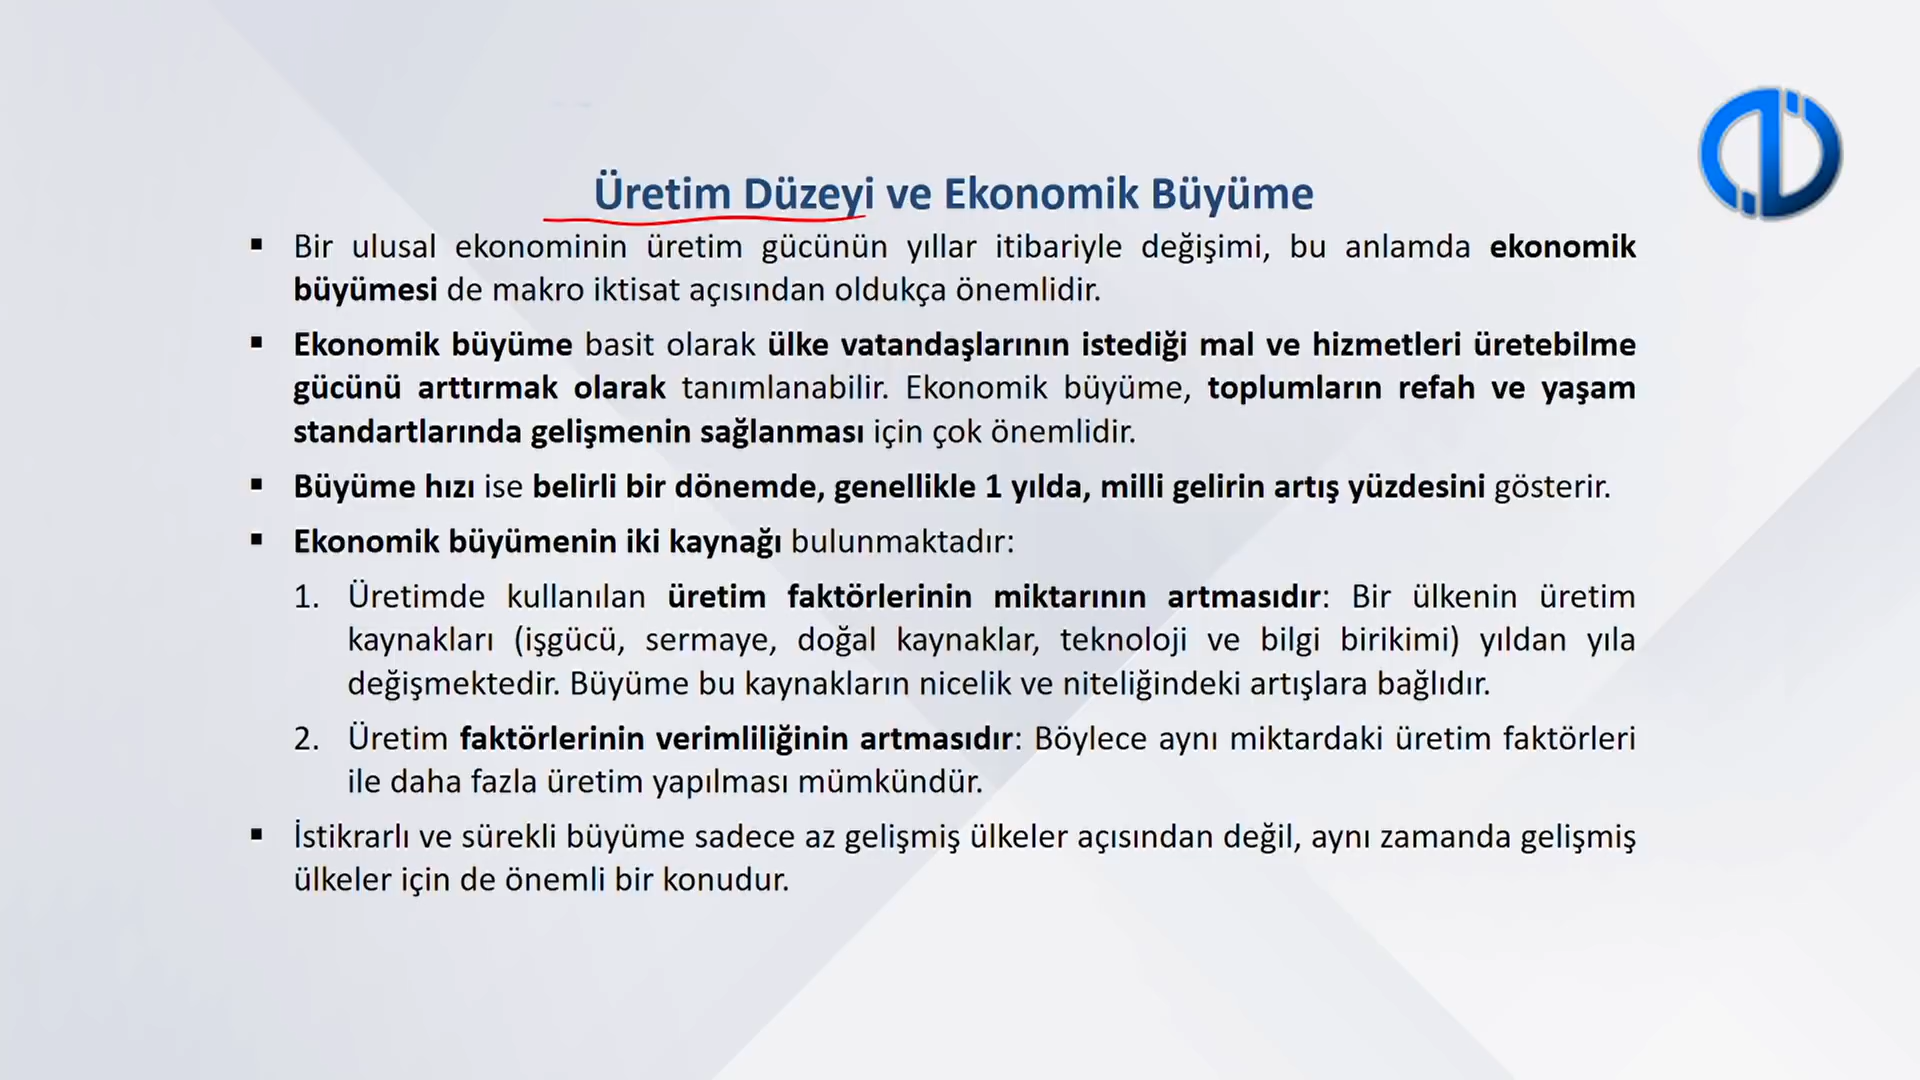 Üretim Düzeyi ve Ekonomik Büyüme
▪ Bir ulusal ekonominin üretim gücünün yıllar itibariyle değişimi, bu anlamda ekonomik
büyümesi de makro iktisat açısından oldukça önemlidir.
▪ Ekonomik büyüme basit olarak ülke vatandaşlarının istediği mal ve hizmetleri üretebilme
gücünü arttırmak olarak tanımlanabilir. Ekonomik büyüme, toplumların refah ve yaşam
standartlarında gelişmenin sağlanması için çok önemlidir.
▪ Büyüme hızı ise belirli bir dönemde, genellikle 1 yılda, milli gelirin artış yüzdesini gösterir.
▪ Ekonomik büyümenin iki kaynağı bulunmaktadır:
1. Üretimde kullanılan üretim faktörlerinin miktarının artmasıdır: Bir ülkenin üretim
kaynakları (işgücü, sermaye, doğal kaynaklar, teknoloji ve bilgi birikimi) yıldan yıla
değişmektedir. Büyüme bu kaynakların nicelik ve niteliğindeki artışlara bağlıdır.
2. Üretim faktörlerinin verimliliğinin artmasıdır: Böylece aynı miktardaki üretim faktörleri
ile daha fazla üretim yapılması mümkündür.
▪ İstikrarlı ve sürekli büyüme sadece az gelişmiş ülkeler açısından değil, aynı zamanda gelişmiş
ülkeler için de önemli bir konudur.